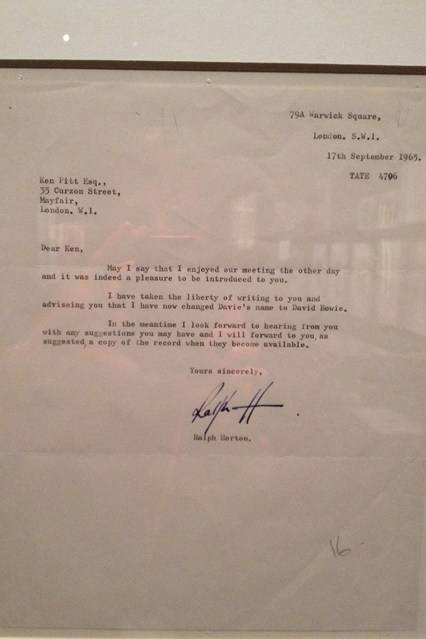 79A Warwick Square,
London. S.W.1.
17th September 1965.
TATE 4706
Ken Pitt Esq.,
35 Curzon Street,
Mayfair,
London. W.1.
Dear Ken,
May I say that I enjoyed our meeting the other day
and it was indeed a pleasure to be introduced to you.
I have taken the liberty of writing to you and
advising you that I have now changed Davie's name to David Bowie.
In the meantime I look forward to hearing from you
with any suggestions you may have and I will forward to you, as
suggested, a copy of the record when they become available.
Yours sincerely,
Ralph H
Ralph Horton.
16